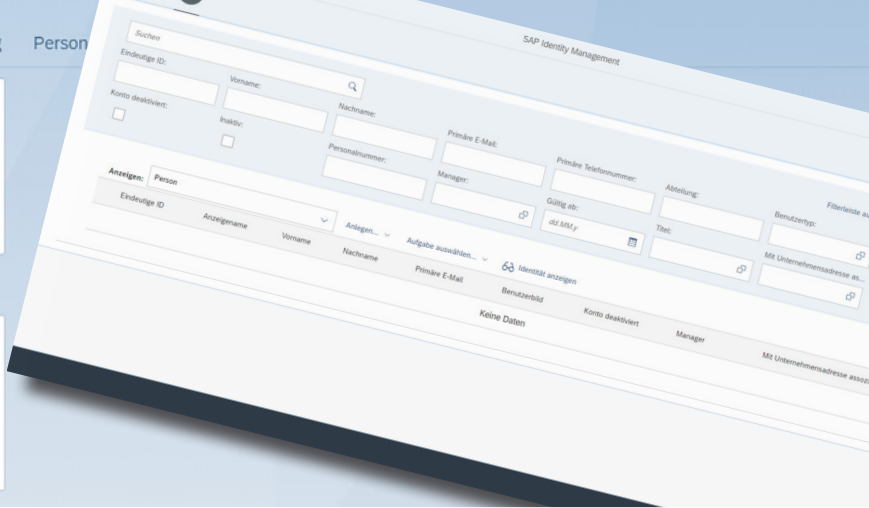 Person
SAP Identity Management
Suchen
Eindeutige ID:
Vorname:
Nachname:
Primäre E-Mail:
Primäre Telefonnummer:
Abteilung:
Benutzertyp:
Konto deaktiviert:
Inaktiv:
Personalnummer:
Manager:
Gültig ab:
dd.MM.y
Titel:
Mit Unternehmensadresse as...
Anzeigen: Person
Anlegen...
Aufgabe auswählen...
Identität anzeigen
Eindeutige ID
Anzeigename
Vorname
Nachname
Primäre E-Mail
Benutzerbild
Konto deaktiviert
Manager
Mit Unternehmensadresse
Keine Daten